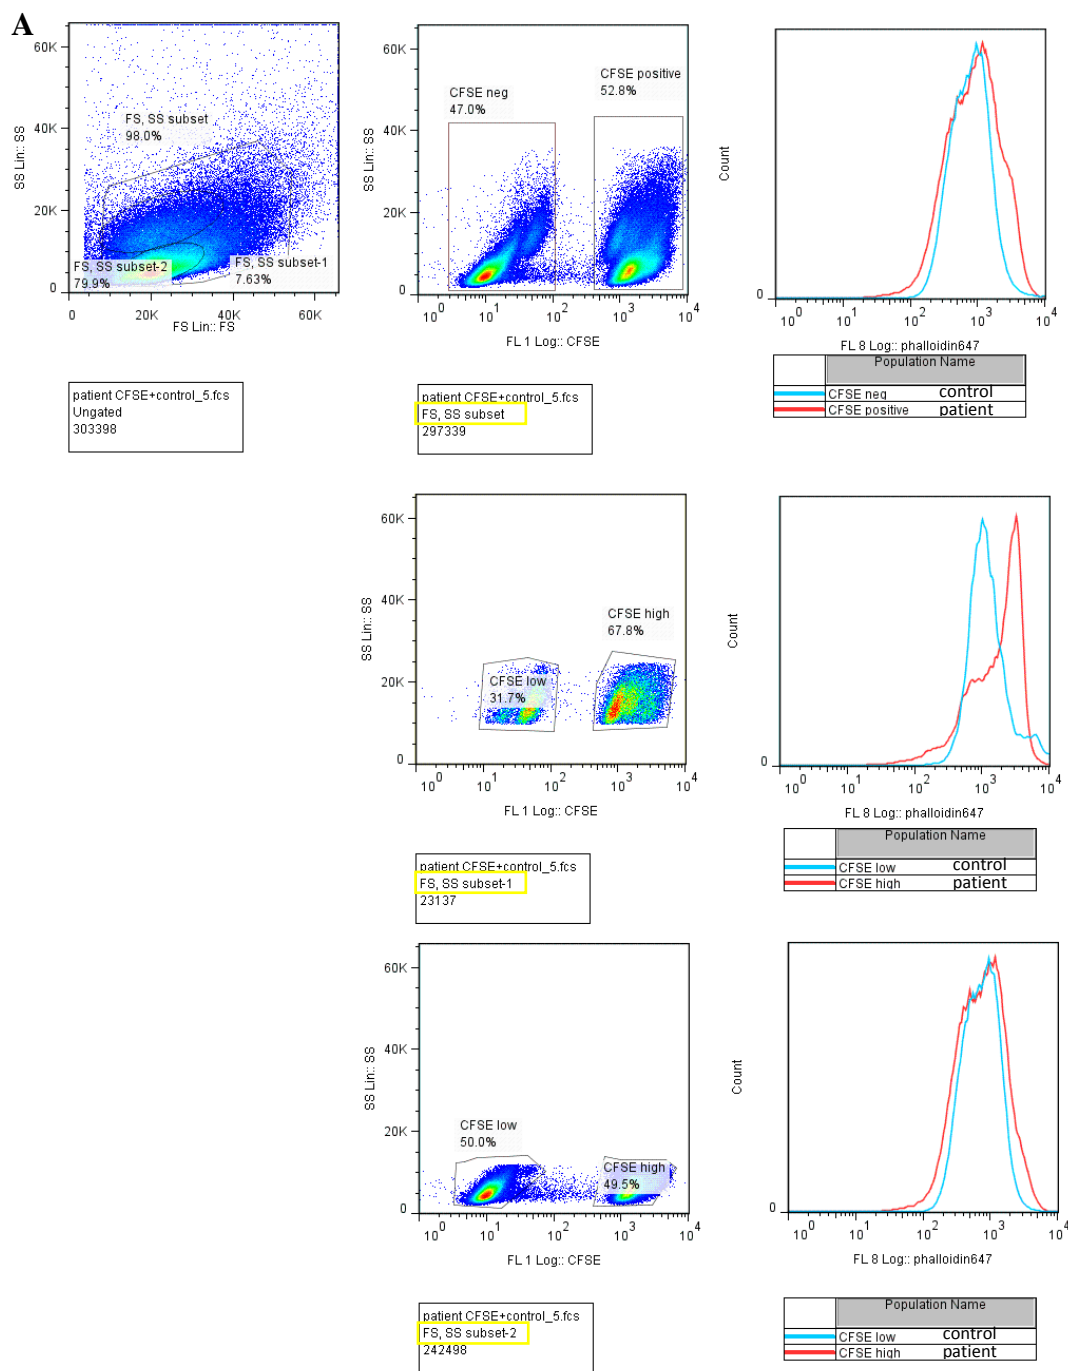 A
60K
40K
20K
0
SS Lin:: SS
FS, SS subset
98.0%
FS, SS subset-2
79.9%
FS, SS subset-1
7.63%
0K
20K
40K
60K
FS Lin:: FS
patient CFSE+control_5.fcs
Ungated
303398
60K
40K
20K
0
SS Lin:: SS
CFSE neg
47.0%
CFSE positive
52.8%
10^0 10^1 10^2 10^3 10^4
FL 1 Log:: CFSE
patient CFSE+control_5.fcs
FS, SS subset
297339
Count
0
10^0 10^1 10^2 10^3 10^4
FL 8 Log:: phalloidin647
Population Name
CFSE neg control
CFSE positive patient
60K
40K
20K
0
SS Lin:: SS
CFSE low
31.7%
CFSE high
67.8%
10^0 10^1 10^2 10^3 10^4
FL 1 Log:: CFSE
patient CFSE+control_5.fcs
FS, SS subset-1
23137
Count
0
10^0 10^1 10^2 10^3 10^4
FL 8 Log:: phalloidin647
Population Name
CFSE low control
CFSE high patient
60K
40K
20K
0
SS Lin:: SS
CFSE low
50.0%
CFSE high
49.5%
10^0 10^1 10^2 10^3 10^4
FL 1 Log:: CFSE
patient CFSE+control_5.fcs
FS, SS subset-2
242498
Count
0
10^0 10^1 10^2 10^3 10^4
FL 8 Log:: phalloidin647
Population Name
CFSE low control
CFSE high patient